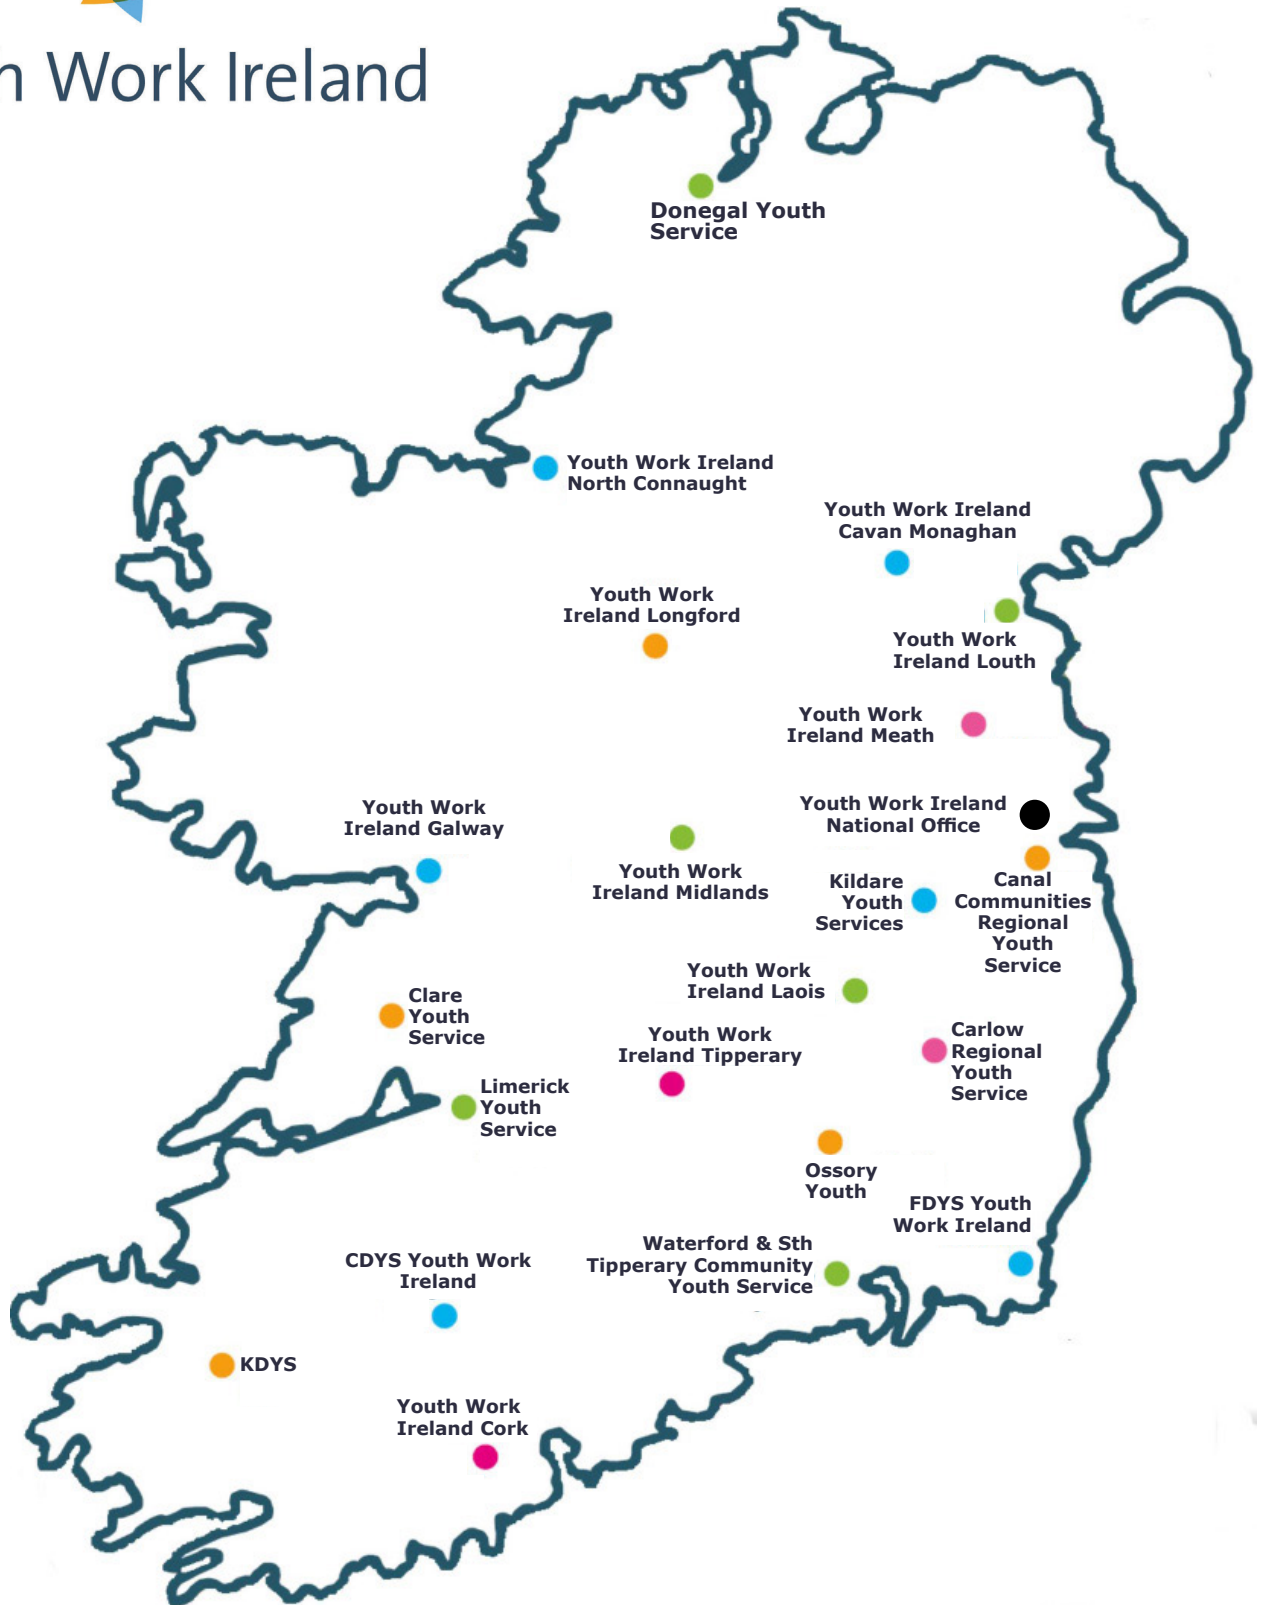 h Work Ireland
Donegal Youth
Service
Youth Work Ireland
North Connaught
Youth Work Ireland
Cavan Monaghan
Youth Work
Ireland Longford
Youth Work
Ireland Louth
Youth Work
Ireland Meath
Youth Work Ireland
National Office
Youth Work
Ireland Galway
Youth Work
Ireland Midlands
Kildare
Youth
Services
Canal
Communities
Regional
Youth
Service
Youth Work
Ireland Laois
Clare
Youth
Service
Youth Work
Ireland Tipperary
Carlow
Regional
Youth
Service
Limerick
Youth
Service
Ossory
Youth
FDYS Youth
Work Ireland
Waterford & Sth
Tipperary Community
Youth Service
CDYS Youth Work
Ireland
KDYS
Youth Work
Ireland Cork